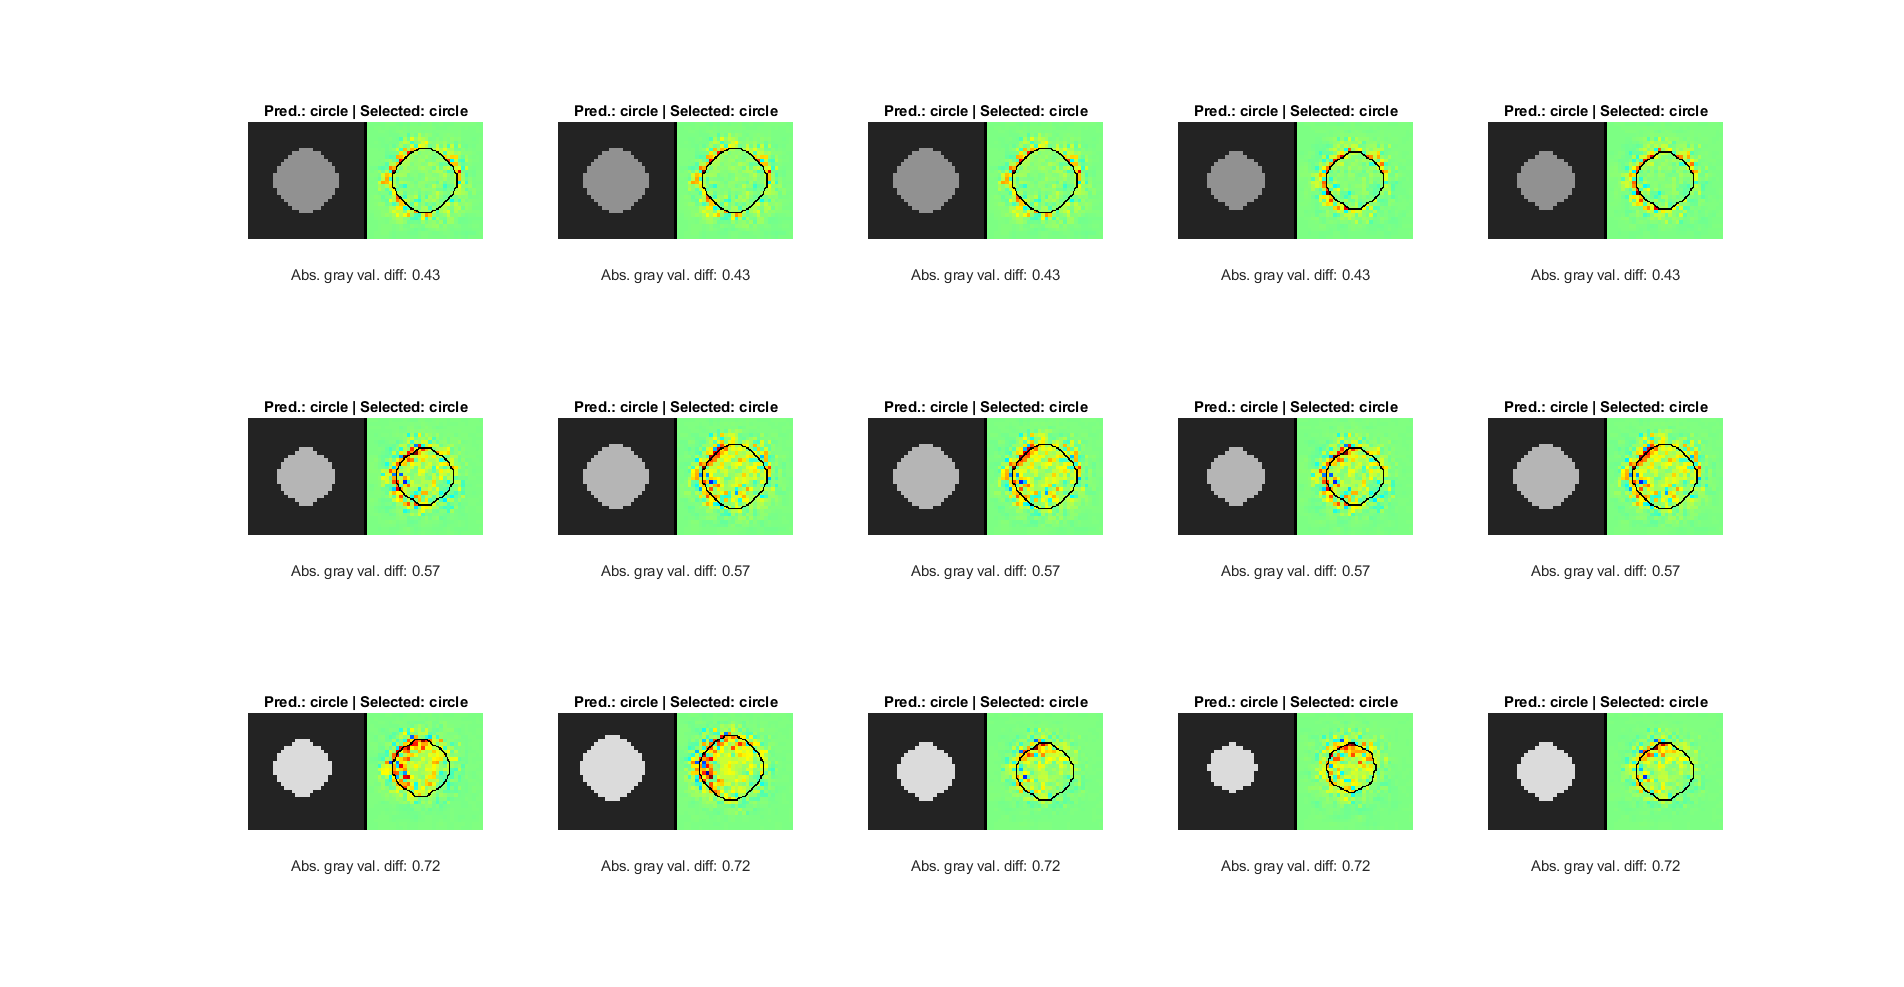 Pred.: circle | Selected: circle Pred.: circle | Selected: circle Pred.: circle | Selected: circle Pred.: circle | Selected: circle Pred.: circle | Selected: circle
Abs. gray val. diff: 0.43 Abs. gray val. diff: 0.43 Abs. gray val. diff: 0.43 Abs. gray val. diff: 0.43 Abs. gray val. diff: 0.43
Pred.: circle | Selected: circle Pred.: circle | Selected: circle Pred.: circle | Selected: circle Pred.: circle | Selected: circle Pred.: circle | Selected: circle
Abs. gray val. diff: 0.57 Abs. gray val. diff: 0.57 Abs. gray val. diff: 0.57 Abs. gray val. diff: 0.57 Abs. gray val. diff: 0.57
Pred.: circle | Selected: circle Pred.: circle | Selected: circle Pred.: circle | Selected: circle Pred.: circle | Selected: circle Pred.: circle | Selected: circle
Abs. gray val. diff: 0.72 Abs. gray val. diff: 0.72 Abs. gray val. diff: 0.72 Abs. gray val. diff: 0.72 Abs. gray val. diff: 0.72